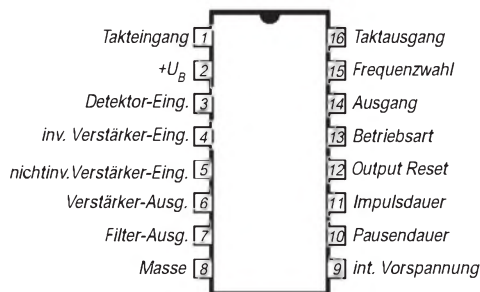 Takteingang 1 16 Taktausgang
+UB 2 15 Frequenzwahl
Detektor-Eing. 3 14 Ausgang
inv. Verstärker-Eing. 4 13 Betriebsart
nichtinv.Verstärker-Eing. 5 12 Output Reset
Verstärker-Ausg. 6 11 Impulsdauer
Filter-Ausg. 7 10 Pausendauer
Masse 8 9 int. Vorspannung